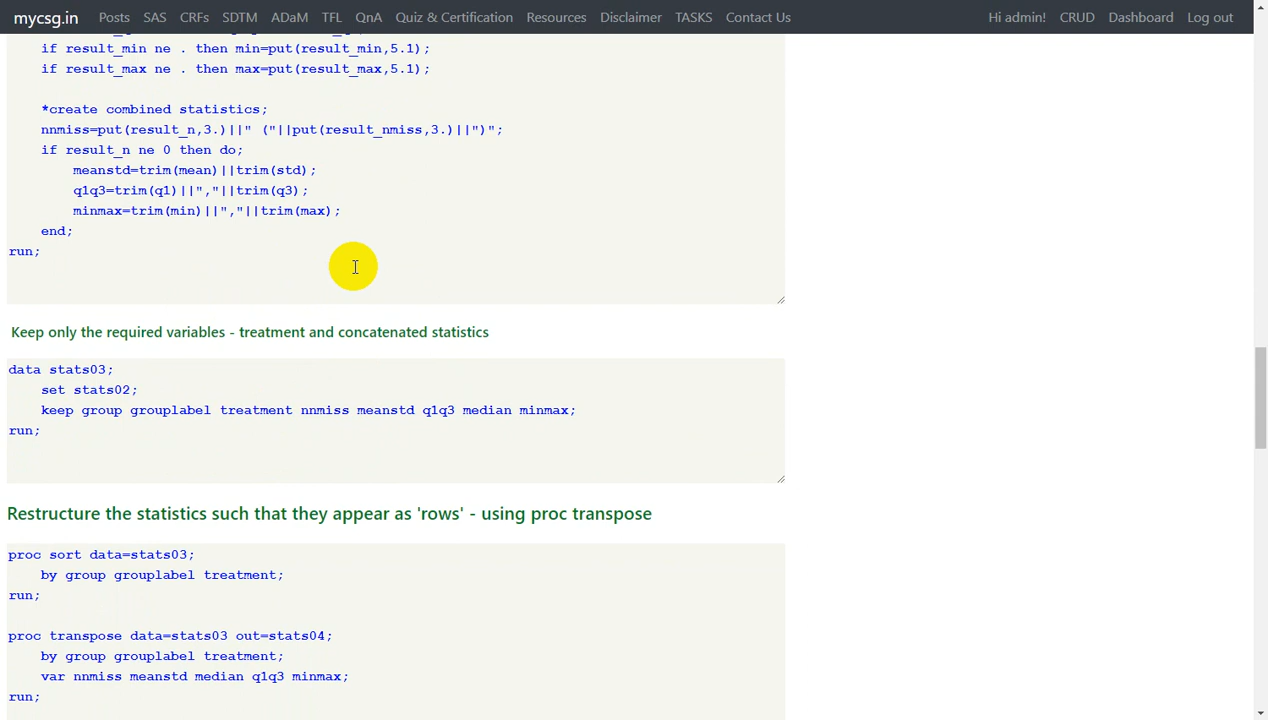 mycsg.in Posts SAS CRFs SDTM ADaM TFL QnA Quiz & Certification Resources Disclaimer TASKS Contact Us Hi admin! CRUD Dashboard Log out
if result_min ne . then min=put(result_min,5.1);
if result_max ne . then max=put(result_max,5.1);
*create combined statistics;
nnmiss=put(result_n,3.)||" ("||put(result_nmiss,3.)||")";
if result_n ne 0 then do;
meanstd=trim(mean)||trim(std);
q1q3=trim(q1)||","||trim(q3);
minmax=trim(min)||","||trim(max);
end;
run;
Keep only the required variables - treatment and concatenated statistics
data stats03;
set stats02;
keep group grouplabel treatment nnmiss meanstd q1q3 median minmax;
run;
Restructure the statistics such that they appear as 'rows' - using proc transpose
proc sort data=stats03;
by group grouplabel treatment;
run;
proc transpose data=stats03 out=stats04;
by group grouplabel treatment;
var nnmiss meanstd median q1q3 minmax;
run;